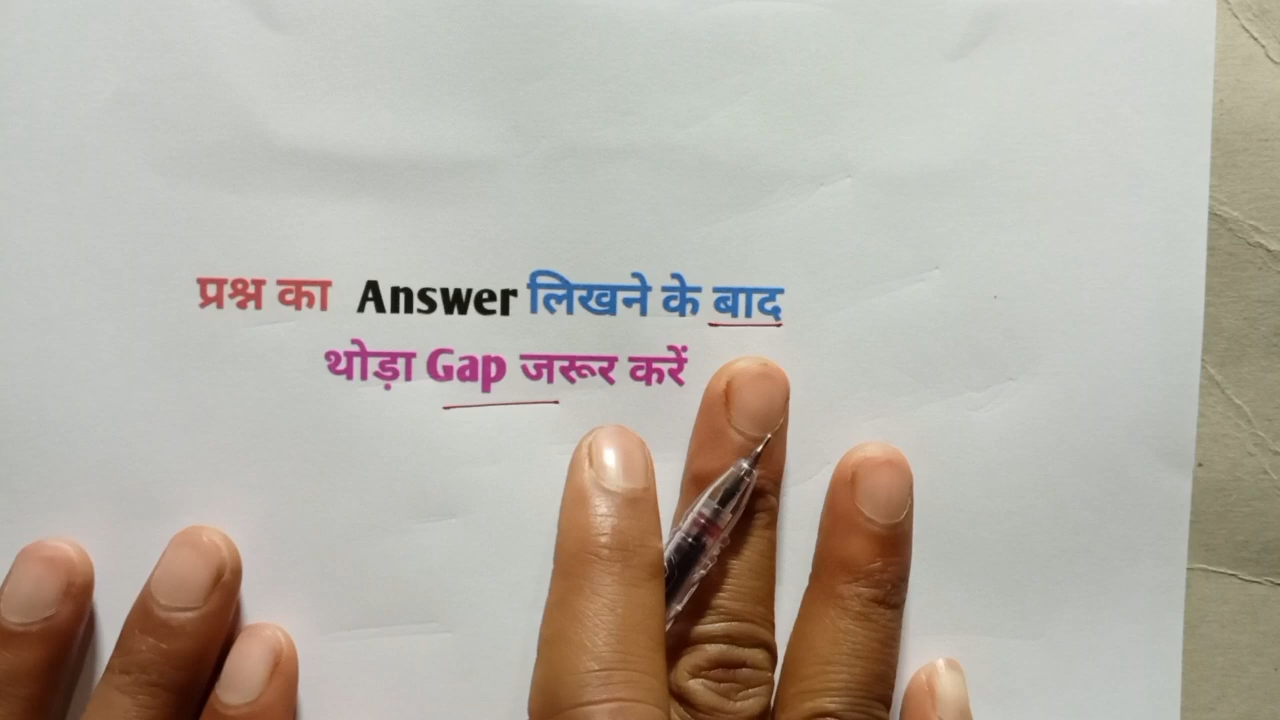 प्रश्न का Answer लिखने के बाद
थोड़ा Gap जरूर करें